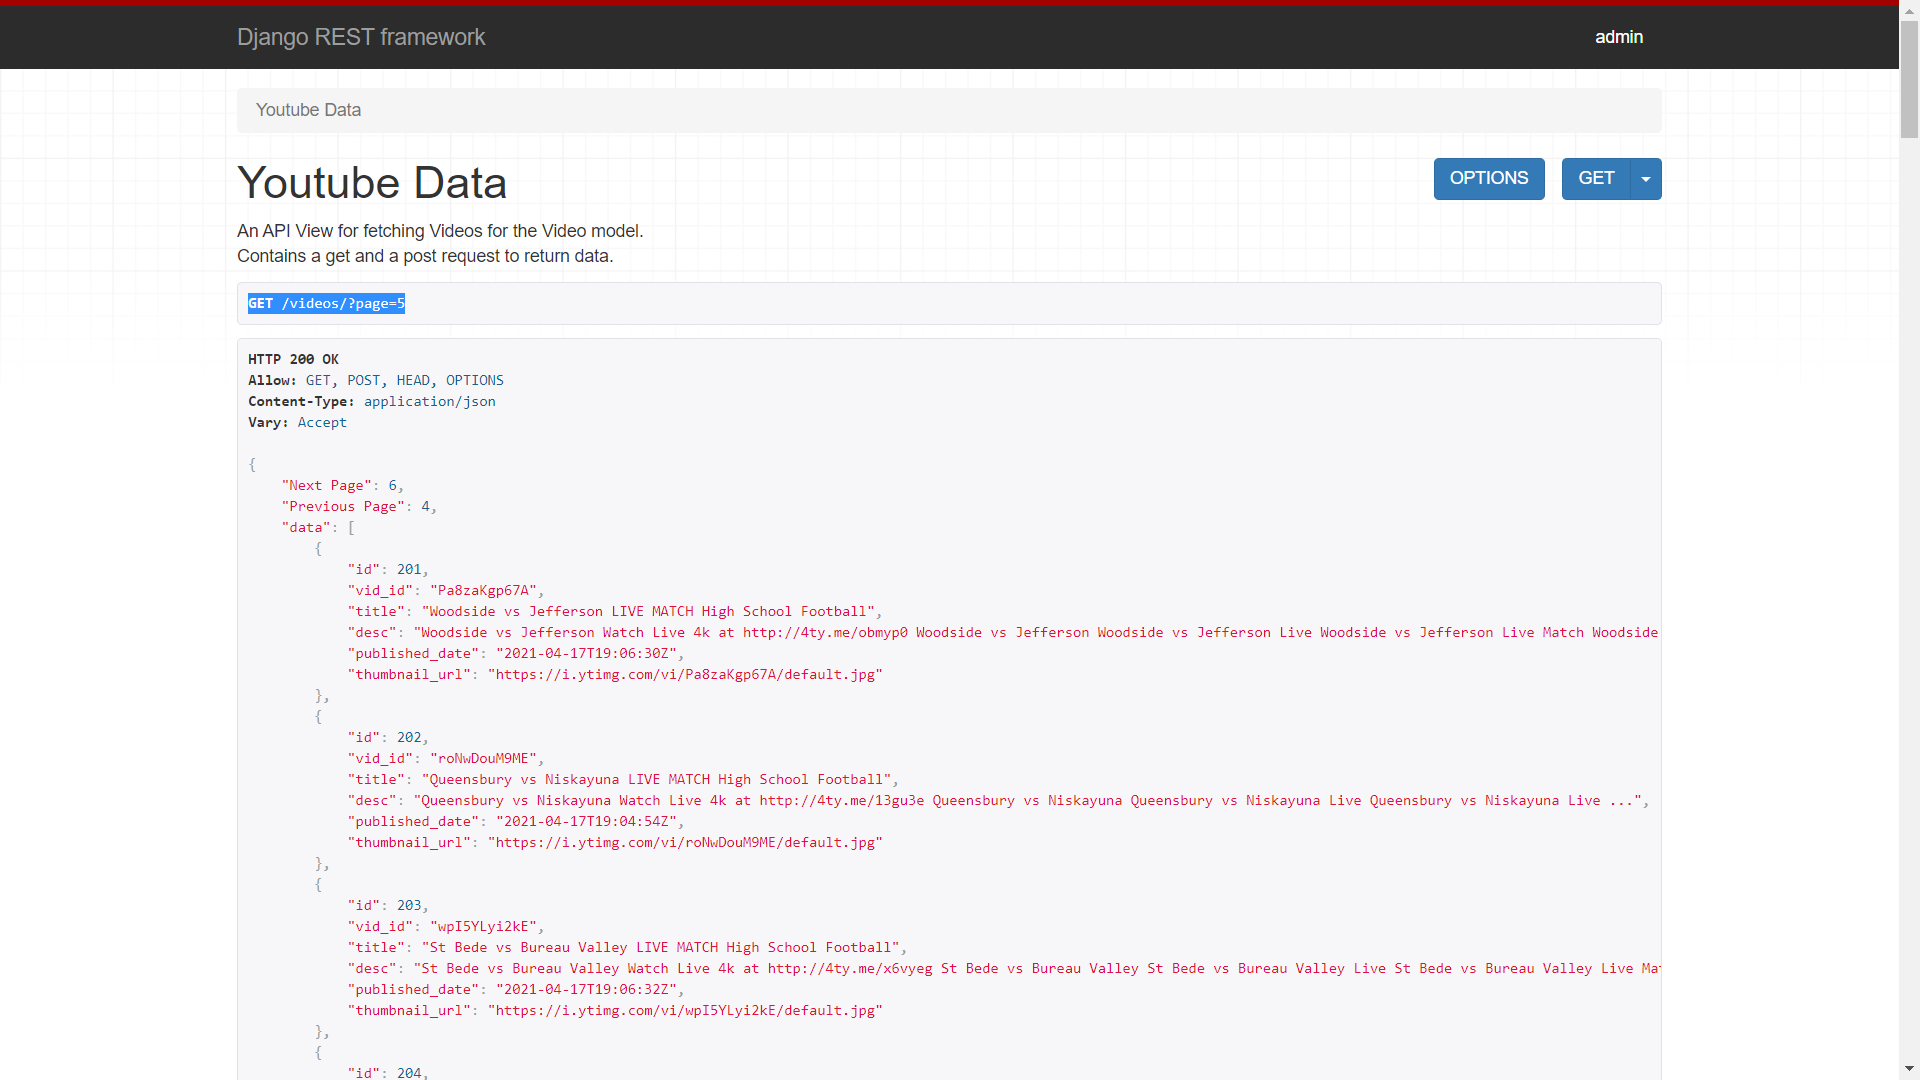 Django REST framework
admin
Youtube Data
Youtube Data
OPTIONS
GET
An API View for fetching Videos for the Video model.
Contains a get and a post request to return data.
GET /videos/?page=5
HTTP 200 OK
Allow: GET, POST, HEAD, OPTIONS
Content-Type: application/json
Vary: Accept
{
"Next Page": 6,
"Previous Page": 4,
"data": [
{
"id": 201,
"vid_id": "Pa8zaKgp67A",
"title": "Woodside vs Jefferson LIVE MATCH High School Football",
"desc": "Woodside vs Jefferson Watch Live 4k at http://4ty.me/obmyp0 Woodside vs Jefferson Woodside vs Jefferson Live Woodside vs Jefferson Live Match Woodside
"published_date": "2021-04-17T19:06:30Z",
"thumbnail_url": "https://i.ytimg.com/vi/Pa8zaKgp67A/default.jpg"
},
{
"id": 202,
"vid_id": "roNwDouM9ME",
"title": "Queensbury vs Niskayuna LIVE MATCH High School Football",
"desc": "Queensbury vs Niskayuna Watch Live 4k at http://4ty.me/13gu3e Queensbury vs Niskayuna Queensbury vs Niskayuna Live Queensbury vs Niskayuna Live ...",
"published_date": "2021-04-17T19:04:54Z",
"thumbnail_url": "https://i.ytimg.com/vi/roNwDouM9ME/default.jpg"
},
{
"id": 203,
"vid_id": "wpI5YLyi2kE",
"title": "St Bede vs Bureau Valley LIVE MATCH High School Football",
"desc": "St Bede vs Bureau Valley Watch Live 4k at http://4ty.me/x6vyeg St Bede vs Bureau Valley St Bede vs Bureau Valley Live St Bede vs Bureau Valley Live Mat
"published_date": "2021-04-17T19:06:32Z",
"thumbnail_url": "https://i.ytimg.com/vi/wpI5YLyi2kE/default.jpg"
},
{
"id": 204,